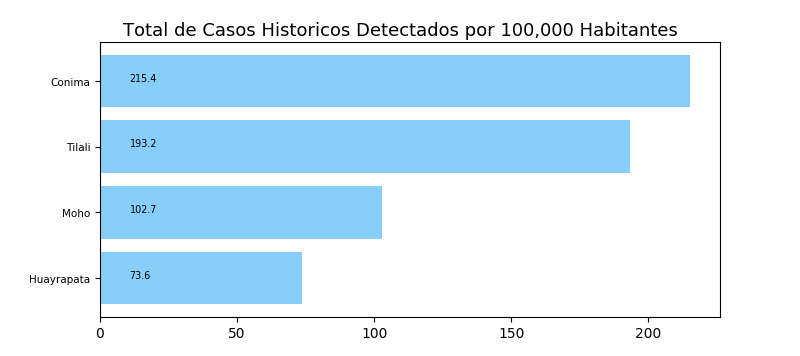 Total de Casos Historicos Detectados por 100,000 Habitantes
Conima
215.4
Tilali
193.2
Moho
102.7
Huayrapata
73.6
0 50 100 150 200